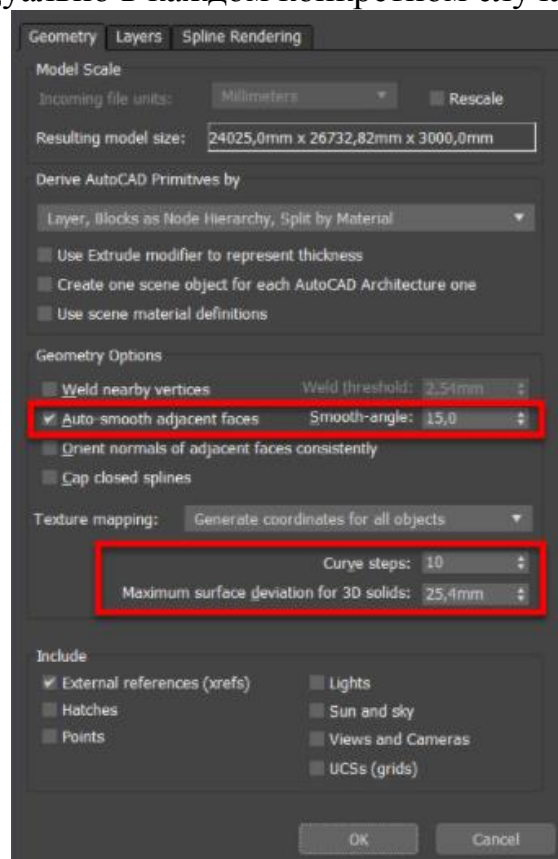 в каждом конкретном
Geometry Layers Spline Rendering
Model Scale
Incoming file units: Millimeters Rescale
Resulting model size: 24025,0mm x 26732,82mm x 3000,0mm
Derive AutoCAD Primitives by
Layer, Blocks as Node Hierarchy, Split by Material
Use Extrude modifier to represent thickness
Create one scene object for each AutoCAD Architecture one
Use scene material definitions
Geometry Options
Weld nearby vertices Weld threshold: 2,54mm
Auto-smooth adjacent faces Smooth-angle: 15,0
Orient normals of adjacent faces consistently
Cap closed splines
Texture mapping: Generate coordinates for all objects
Curve steps: 10
Maximum surface deviation for 3D solids: 25,4mm
Include
External references (xrefs) Lights
Hatches Sun and sky
Points Views and Cameras
UCSs (grids)
OK Cancel